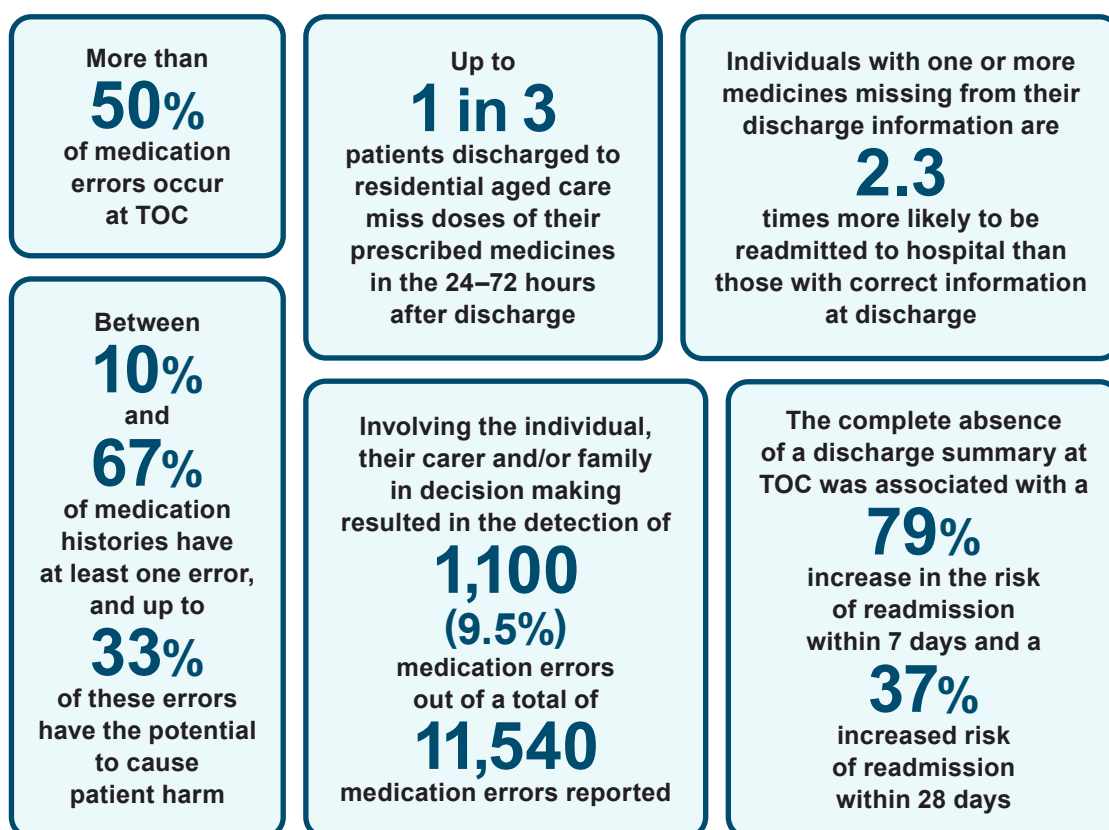 More than
50%
of medication
errors occur
at TOC
Up to
1 in 3
patients discharged to
residential aged care
miss doses of their
prescribed medicines
in the 24–72 hours
after discharge
Individuals with one or more
medicines missing from their
discharge information are
2.3
times more likely to be
readmitted to hospital than
those with correct information
at discharge
Between
10%
and
67%
of medication
histories have
at least one error,
and up to
33%
of these errors
have the potential
to cause
patient harm
Involving the individual,
their carer and/or family
in decision making
resulted in the detection of
1,100
(9.5%)
medication errors
out of a total of
11,540
medication errors reported
The complete absence
of a discharge summary at
TOC was associated with a
79%
increase in the risk
of readmission
within 7 days and a
37%
increased risk
of readmission
within 28 days